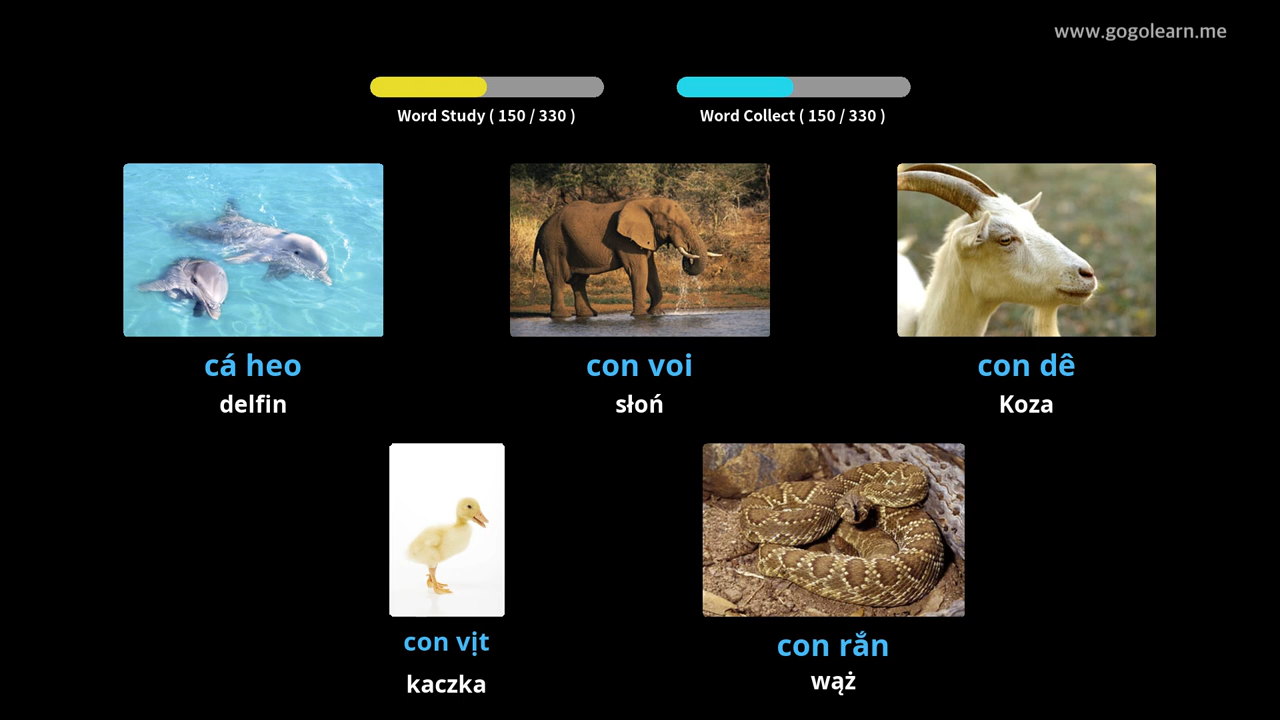 www.gogolearn.me
Word Study ( 150 / 330 )
Word Collect ( 150 / 330 )
cá heo
delfin
con voi
słoń
con dê
Koza
con vịt
kaczka
con rắn
wąż